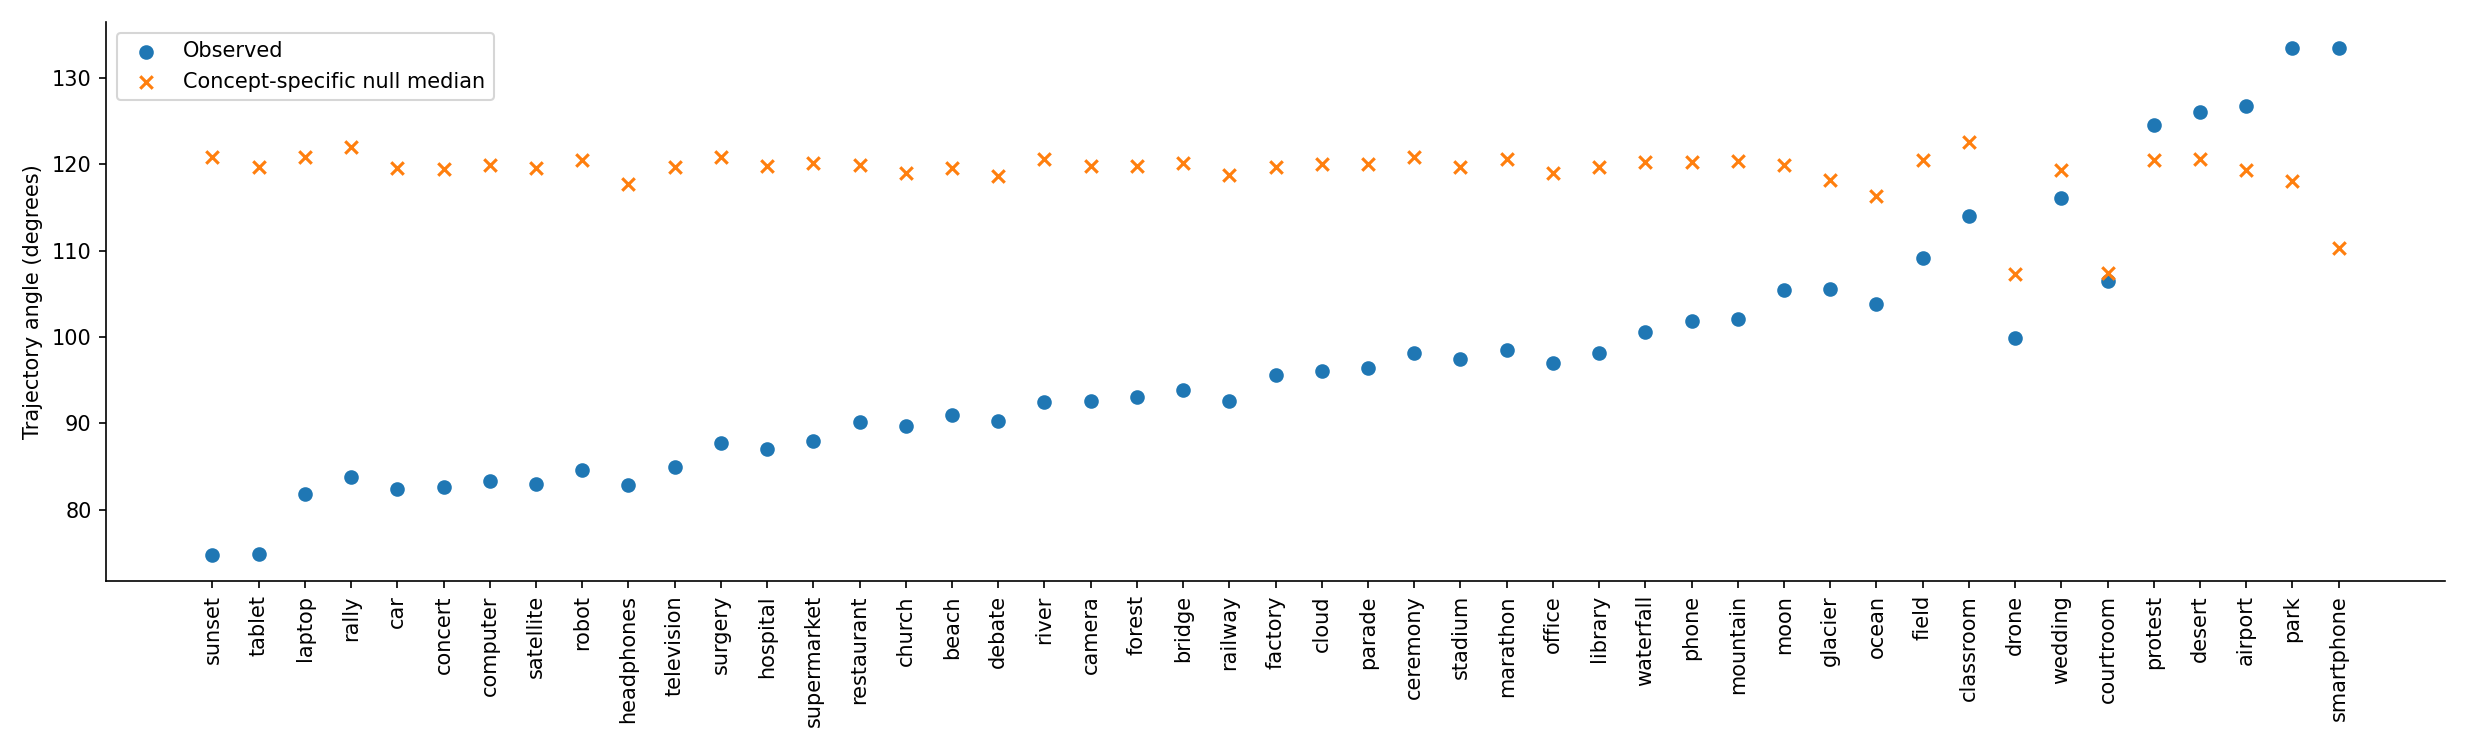 Observed
Concept-specific null median
Trajectory angle (degrees)
130
120
110
100
90
80
sunset
tablet
laptop
rally
car
concert
computer
satellite
robot
headphones
television
surgery
hospital
supermarket
restaurant
church
beach
debate
river
camera
forest
bridge
railway
factory
cloud
parade
ceremony
stadium
marathon
office
library
waterfall
phone
mountain
moon
glacier
ocean
field
classroom
drone
wedding
courtroom
protest
desert
airport
park
smartphone